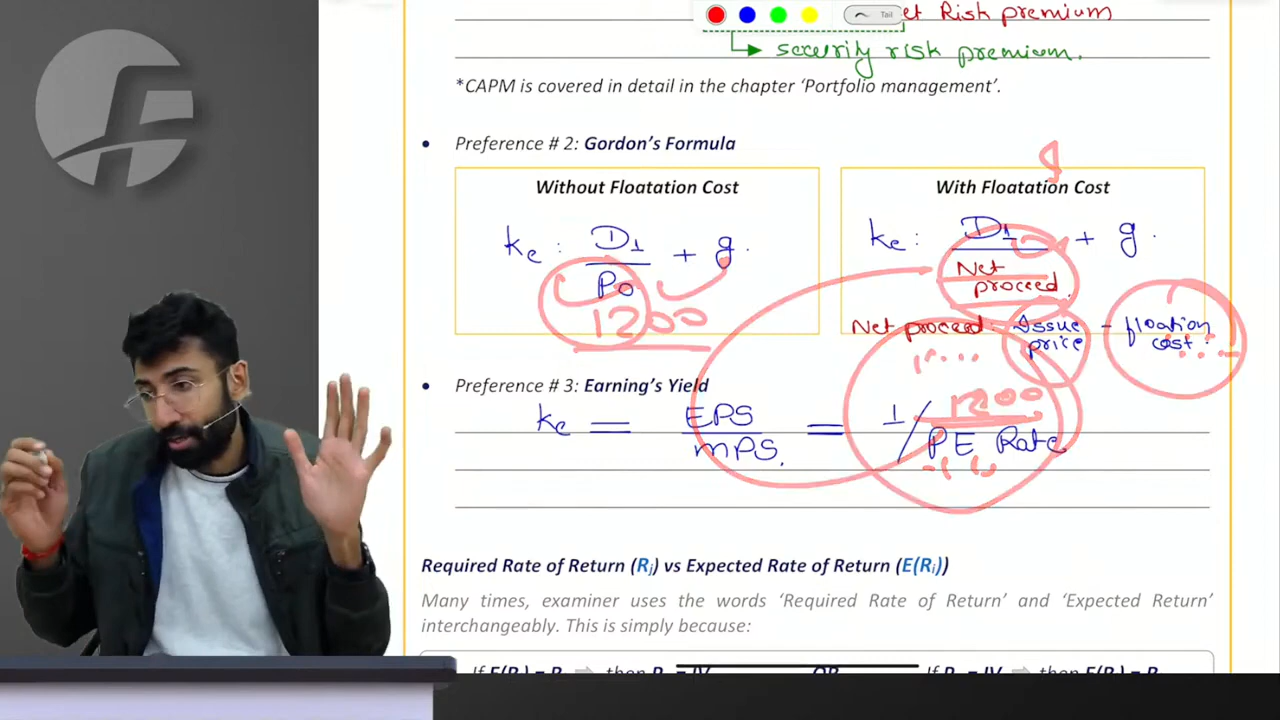 Tail et Risk premium
security risk premium.
*CAPM is covered in detail in the chapter ‘Portfolio management’.
• Preference # 2: Gordon’s Formula
Without Floatation Cost
ke : D1 / P0 + g.
1200
With Floatation Cost
ke : D1 / Net proceed. + g.
Net proceed : Issue price - floation cost.
• Preference # 3: Earning’s Yield
ke = EPS / MPS. = 1 / PE Rate
1200
Required Rate of Return (Rj) vs Expected Rate of Return (E(Ri))
Many times, examiner uses the words ‘Required Rate of Return’ and ‘Expected Return’
interchangeably. This is simply because: